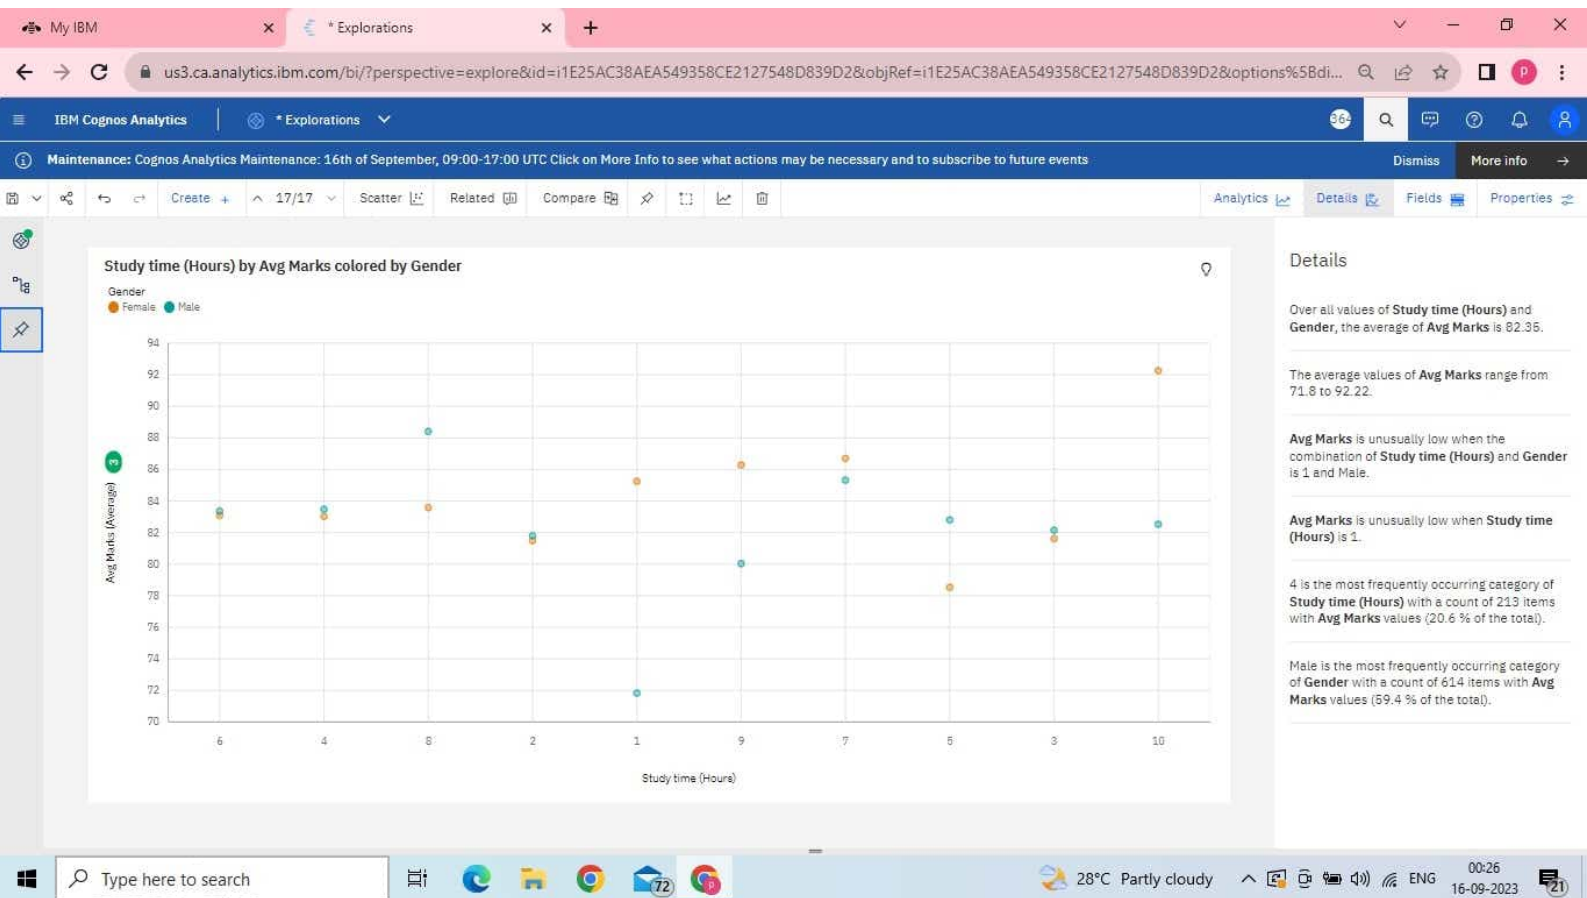 My IBM
* Explorations
us3.ca.analytics.ibm.com/bi/?perspective=explore&id=i1E25AC38AEA549358CE2127548D839D2&objRef=i1E25AC38AEA549358CE2127548D839D2&options%5Bdi...
P
IBM Cognos Analytics
* Explorations
364
Maintenance: Cognos Analytics Maintenance: 16th of September, 09:00-17:00 UTC Click on More Info to see what actions may be necessary and to subscribe to future events
Dismiss
More info
Create +
17/17
Scatter
Related
Compare
Analytics
Details
Fields
Properties
Study time (Hours) by Avg Marks colored by Gender
Gender
Female
Male
94
92
90
88
86
84
82
80
78
76
74
72
70
Avg Marks (Average)
3
6
4
8
2
1
9
7
5
3
10
Study time (Hours)
Details
Over all values of Study time (Hours) and
Gender, the average of Avg Marks is 82.35.
The average values of Avg Marks range from
71.8 to 92.22.
Avg Marks is unusually low when the
combination of Study time (Hours) and Gender
is 1 and Male.
Avg Marks is unusually low when Study time
(Hours) is 1.
4 is the most frequently occurring category of
Study time (Hours) with a count of 213 items
with Avg Marks values (20.6 % of the total).
Male is the most frequently occurring category
of Gender with a count of 614 items with Avg
Marks values (59.4 % of the total).
Type here to search
72
P
28°C Partly cloudy
ENG
00:26
16-09-2023
21